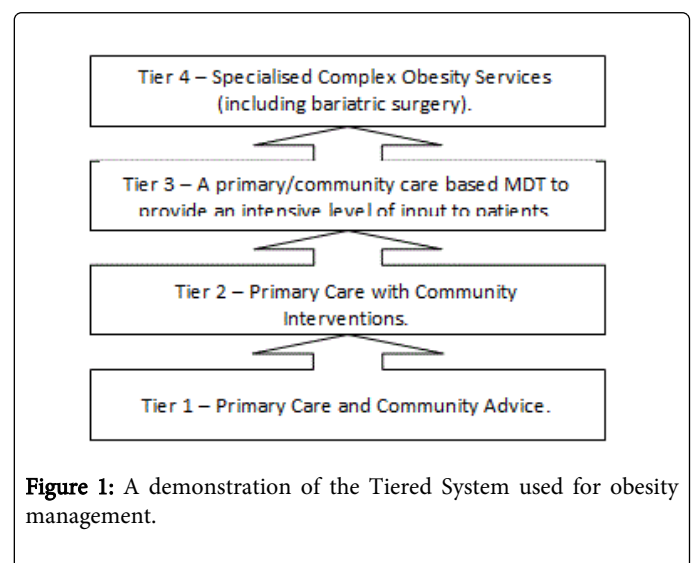 Tier 4 – Specialised Complex Obesity Services
(including bariatric surgery).
Tier 3 – A primary/community care based MDT to
provide an intensive level of input to patients
Tier 2 – Primary Care with Community
Interventions.
Tier 1 – Primary Care and Community Advice.
Figure 1: A demonstration of the Tiered System used for obesity
management.